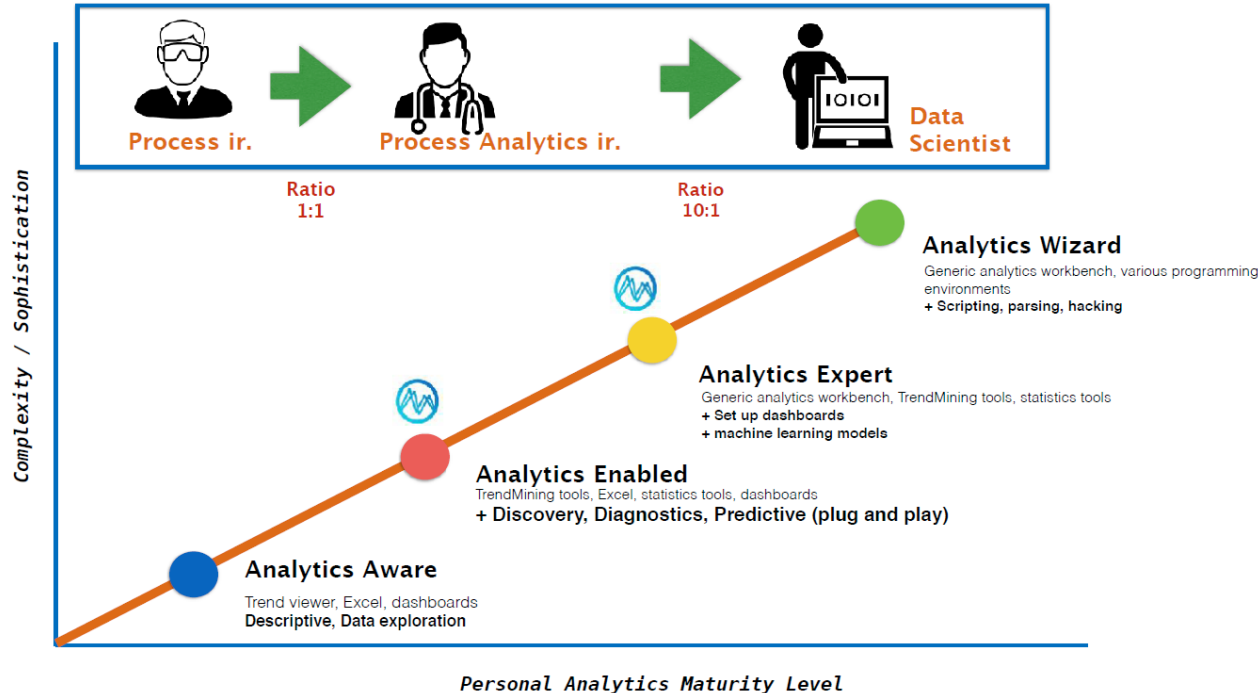 Process ir.
Process Analytics ir.
10101
Data
Scientist
Ratio
1:1
Ratio
10:1
Complexity / Sophistication
Analytics Wizard
Generic analytics workbench, various programming
environments
+ Scripting, parsing, hacking
Analytics Expert
Generic analytics workbench, TrendMining tools, statistics tools
+ Set up dashboards
+ machine learning models
Analytics Enabled
TrendMining tools, Excel, statistics tools, dashboards
+ Discovery, Diagnostics, Predictive (plug and play)
Analytics Aware
Trend viewer, Excel, dashboards
Descriptive, Data exploration
Personal Analytics Maturity Level